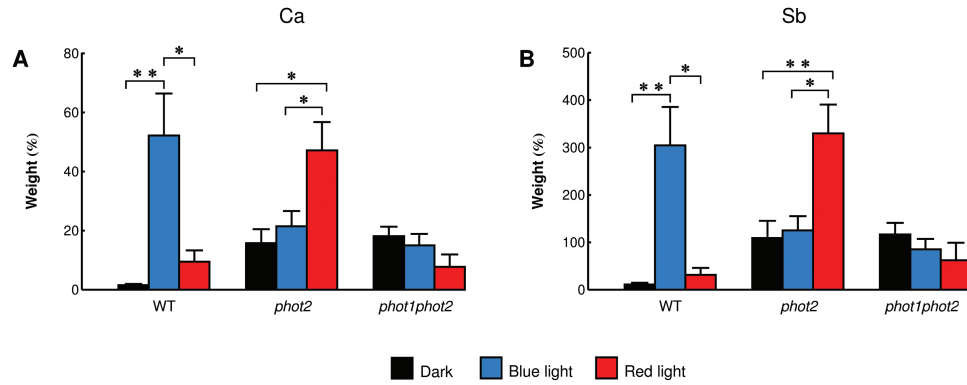 Ca
Sb
A
B
Weight (%)
80
60
40
20
0
* *
*
*
*
WT
phot2
phot1phot2
Weight (%)
500
400
300
200
100
0
* *
*
* *
*
WT
phot2
phot1phot2
Dark
Blue light
Red light